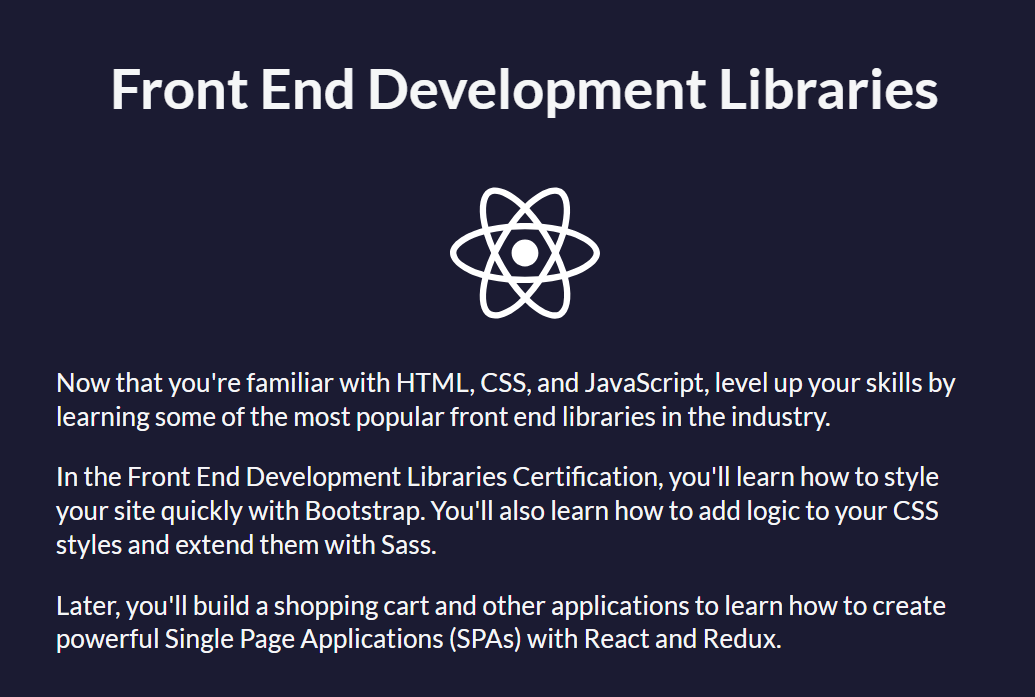 Front End Development Libraries
Now that you're familiar with HTML, CSS, and JavaScript, level up your skills by
learning some of the most popular front end libraries in the industry.
In the Front End Development Libraries Certification, you'll learn how to style
your site quickly with Bootstrap. You'll also learn how to add logic to your CSS
styles and extend them with Sass.
Later, you'll build a shopping cart and other applications to learn how to create
powerful Single Page Applications (SPAs) with React and Redux.